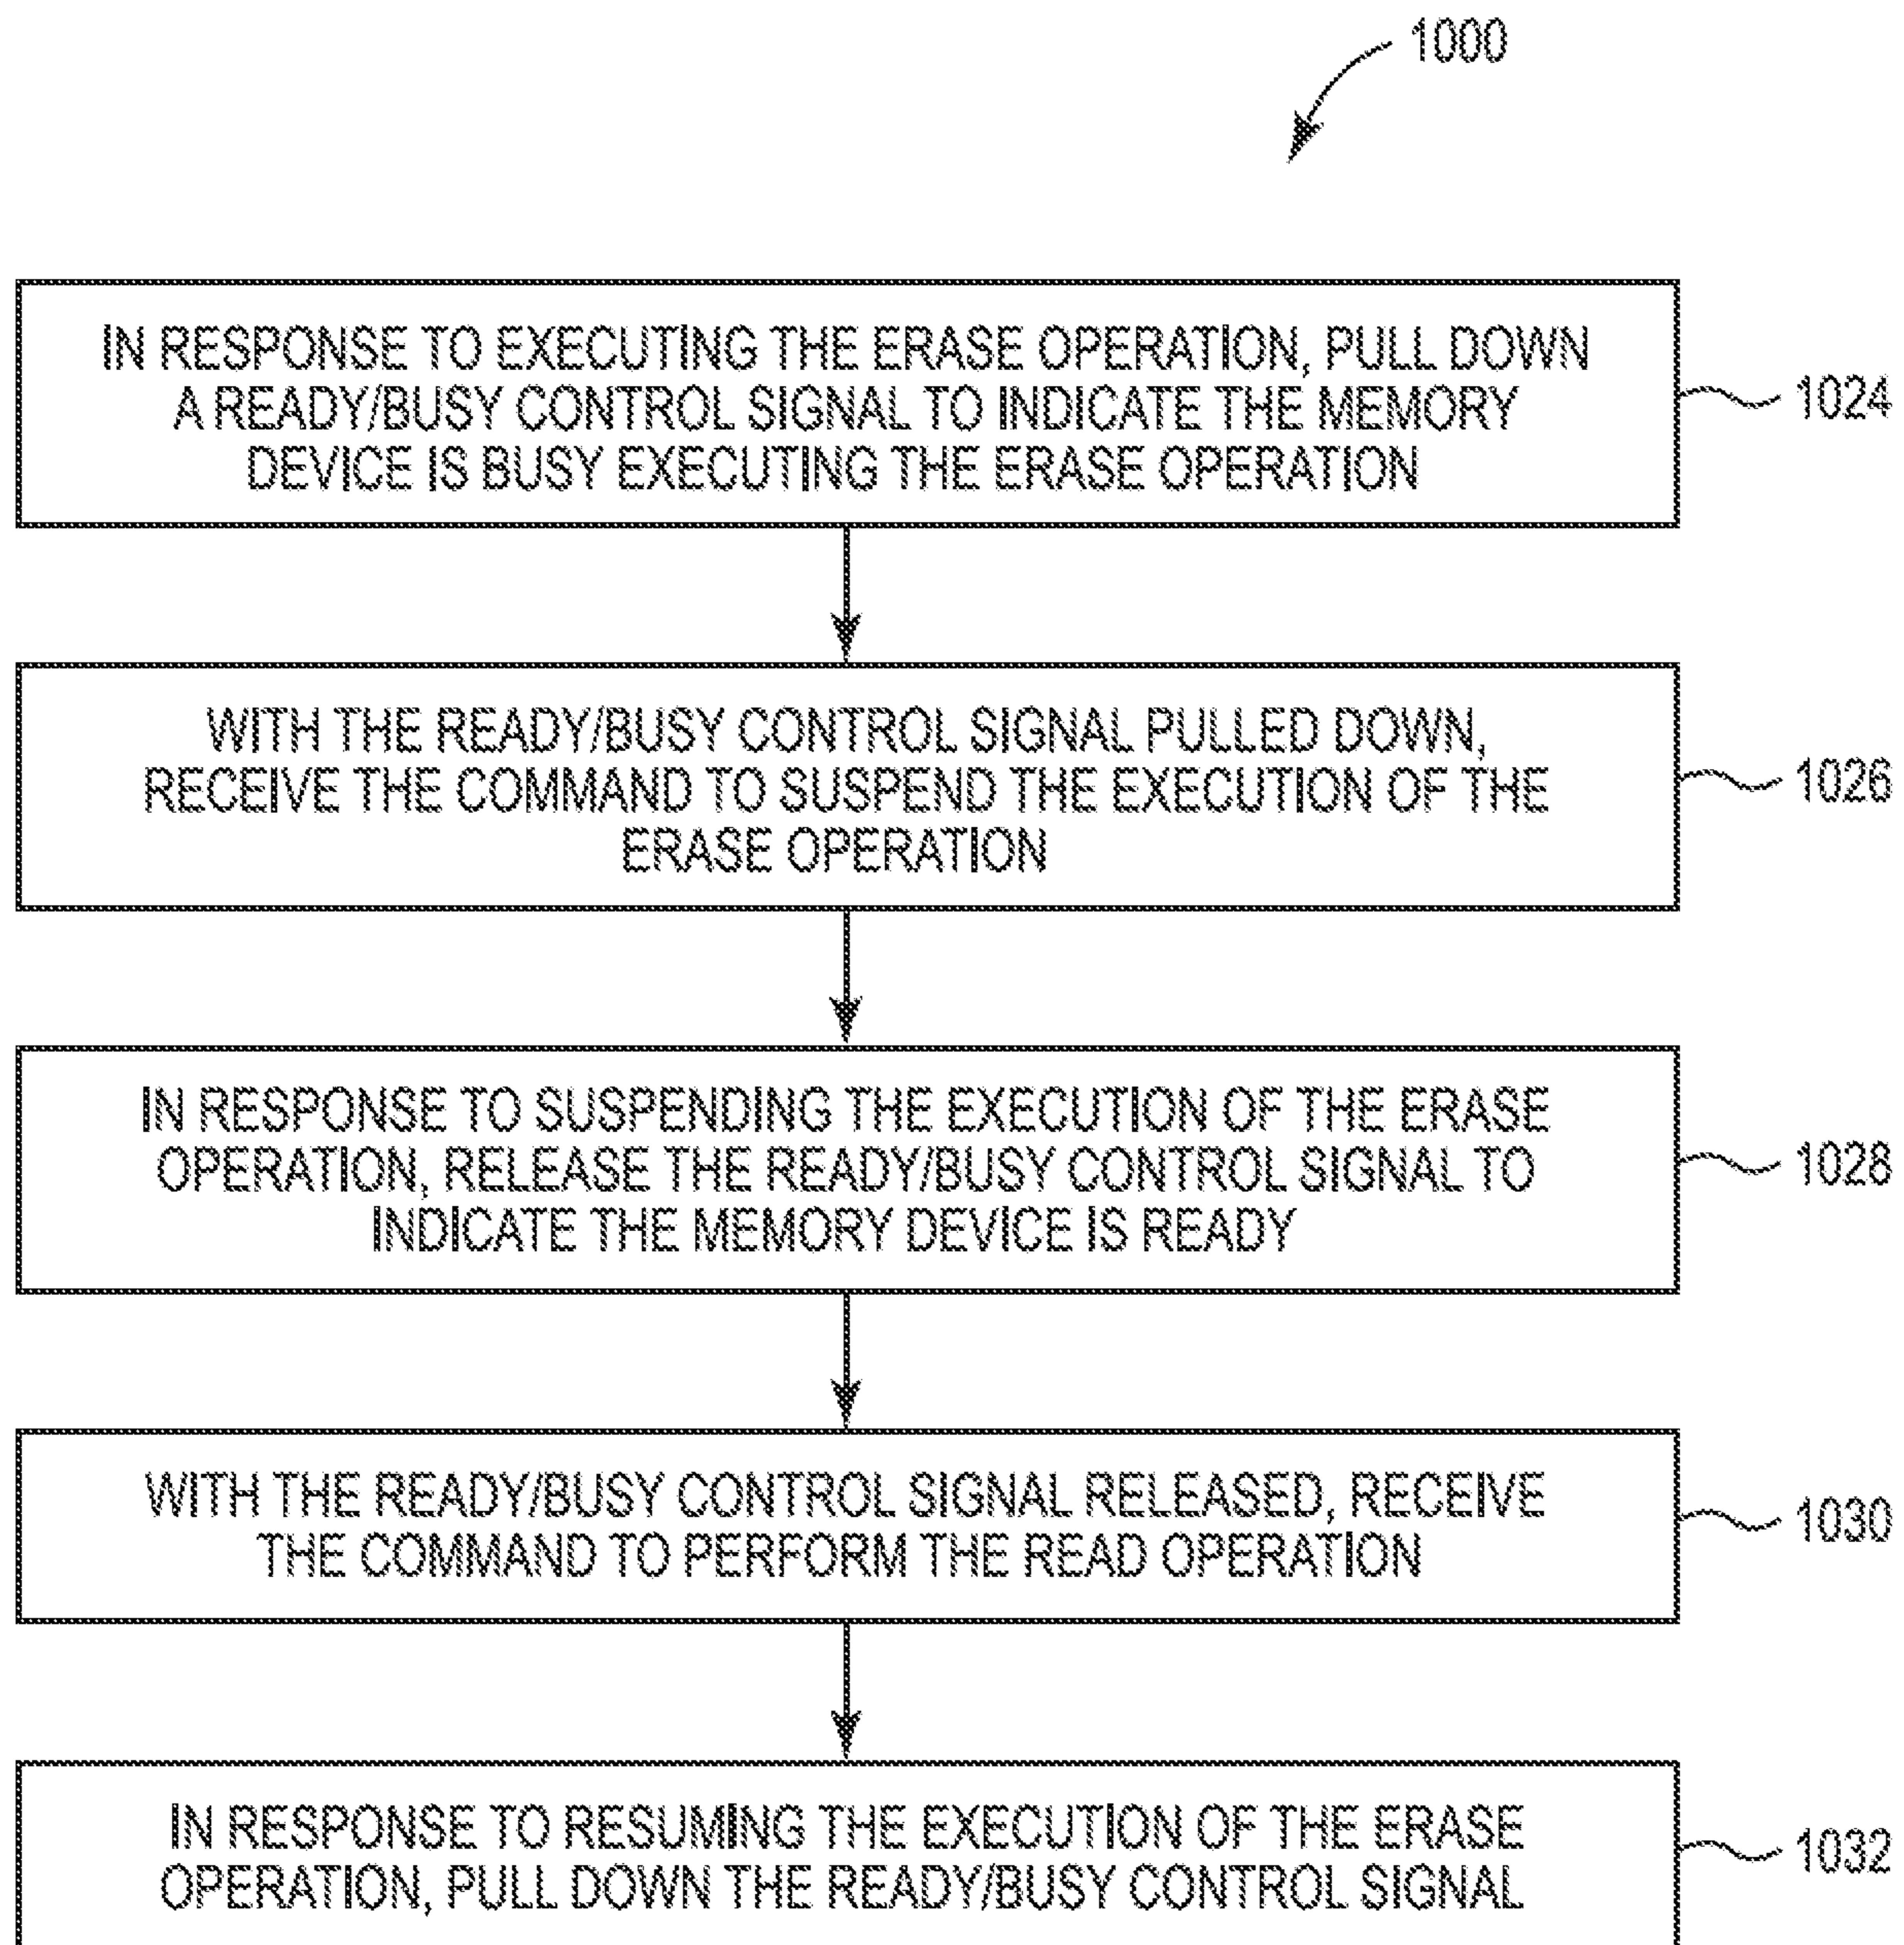 1000
IN RESPONSE TO EXECUTING THE ERASE OPERATION, PULL DOWN
A READY/BUSY CONTROL SIGNAL TO INDICATE THE MEMORY
DEVICE IS BUSY EXECUTING THE ERASE OPERATION
1024
WITH THE READY/BUSY CONTROL SIGNAL PULLED DOWN,
RECEIVE THE COMMAND TO SUSPEND THE EXECUTION OF THE
ERASE OPERATION
1026
IN RESPONSE TO SUSPENDING THE EXECUTION OF THE ERASE
OPERATION, RELEASE THE READY/BUSY CONTROL SIGNAL TO
INDICATE THE MEMORY DEVICE IS READY
1028
WITH THE READY/BUSY CONTROL SIGNAL RELEASED, RECEIVE
THE COMMAND TO PERFORM THE READ OPERATION
1030
IN RESPONSE TO RESUMING THE EXECUTION OF THE ERASE
OPERATION, PULL DOWN THE READY/BUSY CONTROL SIGNAL
1032